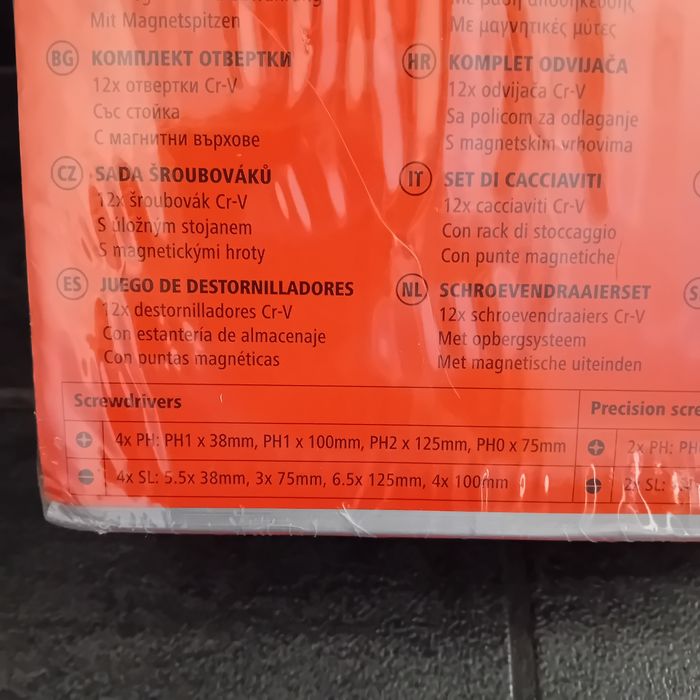 Mit Magnetspitzen
Με μαγνητικές μύτες
BG КОМПЛЕКТ ОТВЕРТКИ
12x отвертки Cr-V
Със стойка
С магнитни върхове
HR KOMPLET ODVIJAČA
12x odvijača Cr-V
Sa policom za odlaganje
S magnetskim vrhovima
CZ SADA ŠROUBOVÁKŮ
12x šroubovák Cr-V
S úložným stojanem
S magnetickými hroty
IT SET DI CACCIAVITI
12x cacciaviti Cr-V
Con rack di stoccaggio
Con punte magnetiche
ES JUEGO DE DESTORNILLADORES
12x destornilladores Cr-V
Con estantería de almacenaje
Con puntas magnéticas
NL SCHROEVENDRAAIERSET
12x schroevendraaiers Cr-V
Met opbergsysteem
Met magnetische uiteinden
Screwdrivers
4x PH: PH1 x 38mm, PH1 x 100mm, PH2 x 125mm, PH0 x 75mm
4x SL: 5.5x 38mm, 3x 75mm, 6.5x 125mm, 4x 100mm
Precision
2x PH:
2x SL: